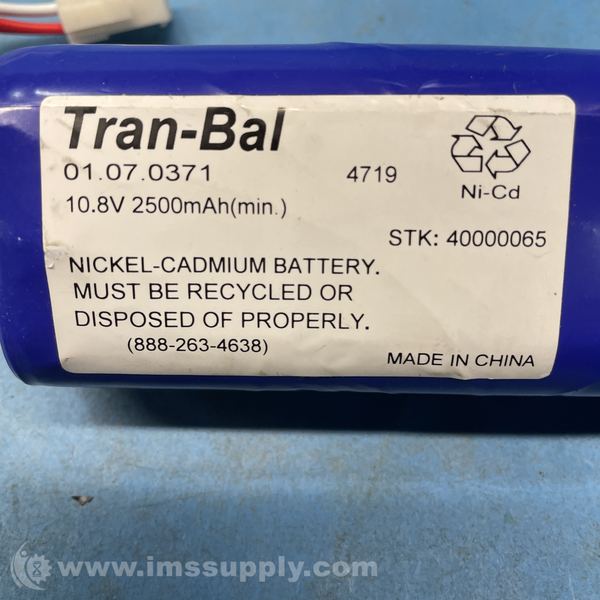 Tran-Bal
01.07.0371 4719
10.8V 2500mAh(min.)
Ni-Cd
STK: 40000065
NICKEL-CADMIUM BATTERY.
MUST BE RECYCLED OR
DISPOSED OF PROPERLY.
(888-263-4638)
MADE IN CHINA
www.imssupply.com/